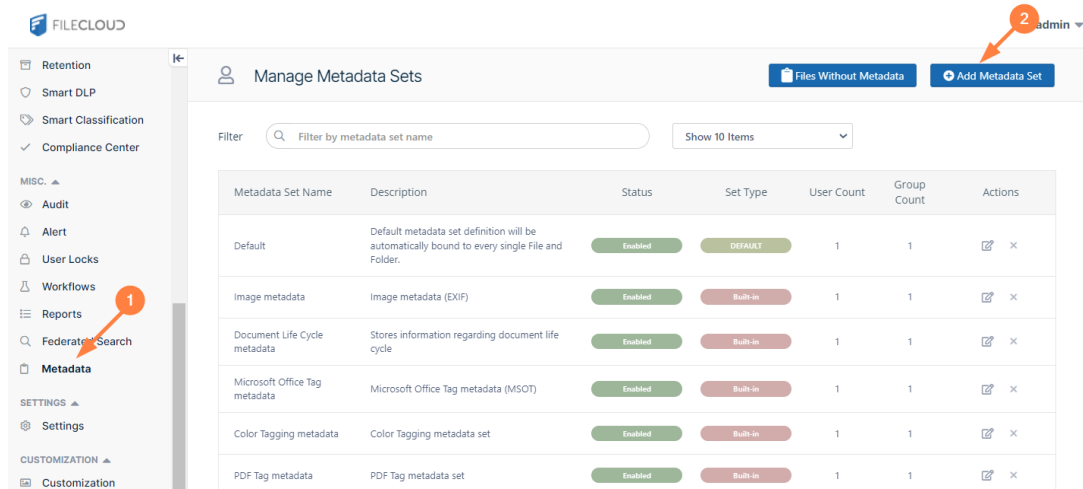 FILECLOUD
2
admin
Retention
Smart DLP
Smart Classification
Compliance Center
MISC.
Audit
Alert
User Locks
Workflows
1
Reports
Federated Search
Metadata
SETTINGS
Settings
CUSTOMIZATION
Customization
Manage Metadata Sets
Files Without Metadata
Add Metadata Set
Filter
Filter by metadata set name
Show 10 Items
Metadata Set Name Description Status Set Type User Count Group Count Actions
Default
Default metadata set definition will be
automatically bound to every single File and
Folder.
Enabled DEFAULT 1 1
Image metadata Image metadata (EXIF) Enabled Built-in 1 1
Document Life Cycle
metadata
Stores information regarding document life
cycle
Enabled Built-in 1 1
Microsoft Office Tag
metadata
Microsoft Office Tag metadata (MSOT) Enabled Built-in 1 1
Color Tagging metadata Color Tagging metadata set Enabled Built-in 1 1
PDF Tag metadata PDF Tag metadata set Enabled Built-in 1 1